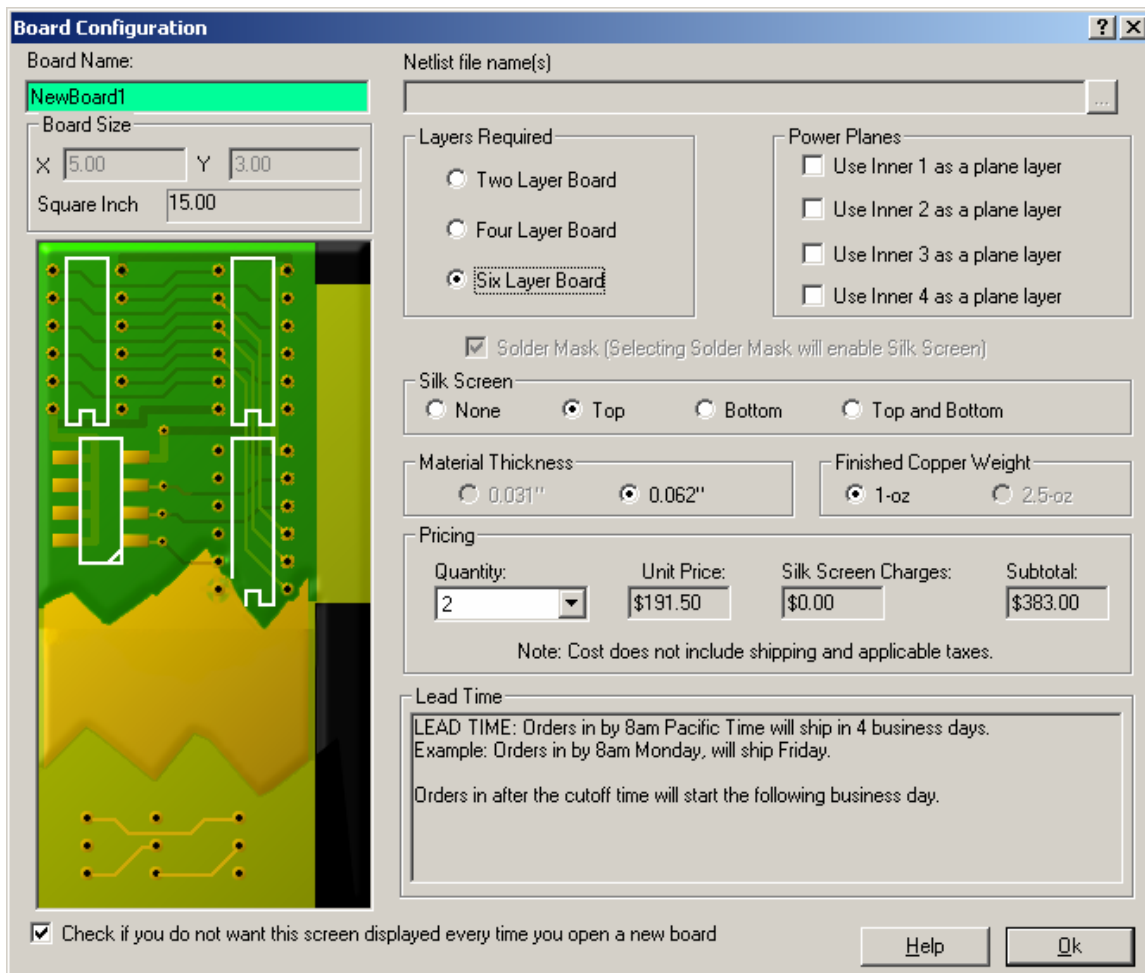 Board Configuration
Board Name:
NewBoard1
Board Size
X 5.00 Y 3.00
Square Inch 15.00
Netlist file name(s)
...
Layers Required
Two Layer Board
Four Layer Board
Six Layer Board
Power Planes
Use Inner 1 as a plane layer
Use Inner 2 as a plane layer
Use Inner 3 as a plane layer
Use Inner 4 as a plane layer
Solder Mask (Selecting Solder Mask will enable Silk Screen)
Silk Screen
None Top Bottom Top and Bottom
Material Thickness
0.031" 0.062"
Finished Copper Weight
1-oz 2.5-oz
Pricing
Quantity: Unit Price: Silk Screen Charges: Subtotal:
2 $191.50 $0.00 $383.00
Note: Cost does not include shipping and applicable taxes.
Lead Time
LEAD TIME: Orders in by 8am Pacific Time will ship in 4 business days.
Example: Orders in by 8am Monday, will ship Friday.
Orders in after the cutoff time will start the following business day.
Check if you do not want this screen displayed every time you open a new board
Help Ok